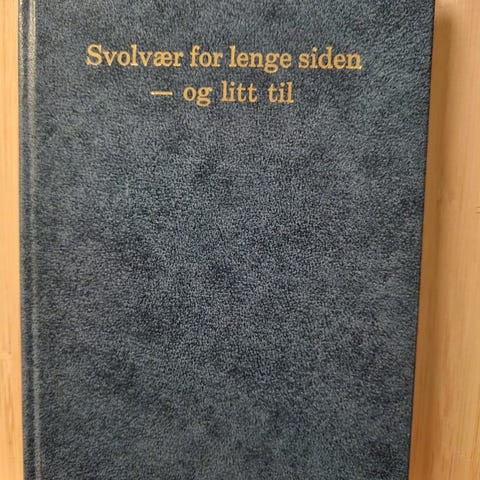 Svolvær for lenge siden
— og litt til